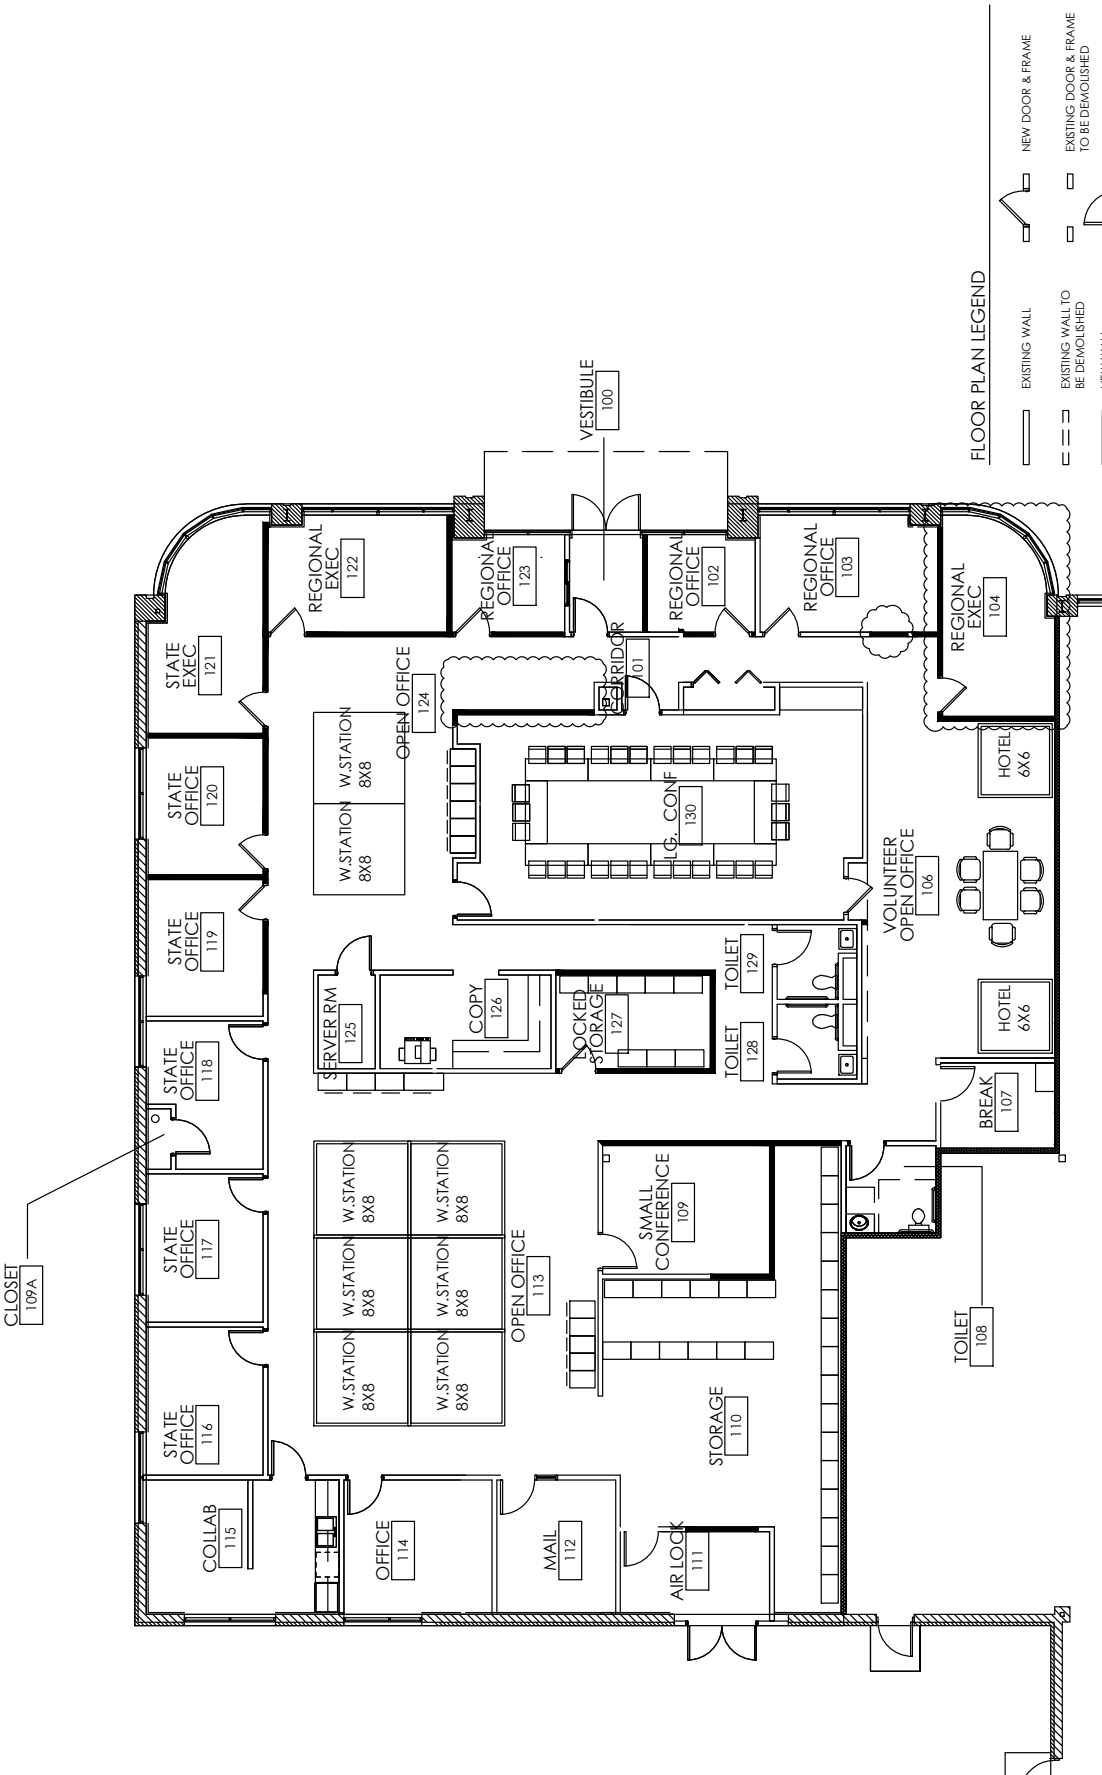 CLOSET
109A
STATE
OFFICE
116
STATE
OFFICE
117
STATE
OFFICE
118
STATE
OFFICE
119
STATE
OFFICE
120
STATE
EXEC
121
COLLAB
115
OFFICE
114
MAIL
112
AIR LOCK
111
W.STATION
8X8
W.STATION
8X8
W.STATION
8X8
W.STATION
8X8
W.STATION
8X8
W.STATION
8X8
OPEN OFFICE
113
SERVER RM
125
COPY
126
LOCKED
STORAGE
127
W.STATION
8X8
W.STATION
8X8
OPEN OFFICE
124
REGIONAL
EXEC
122
REGIONAL
OFFICE
123
VESTIBULE
100
CORRIDOR
101
REGIONAL
OFFICE
102
REGIONAL
OFFICE
103
REGIONAL
EXEC
104
LG. CONF
130
SMALL
CONFERENCE
109
STORAGE
110
TOILET
128
TOILET
129
VOLUNTEER
OPEN OFFICE
106
HOTEL
6X6
HOTEL
6X6
BREAK
107
TOILET
108
FLOOR PLAN LEGEND
EXISTING WALL
NEW DOOR & FRAME
EXISTING WALL TO
BE DEMOLISHED
EXISTING DOOR & FRAME
TO BE DEMOLISHED